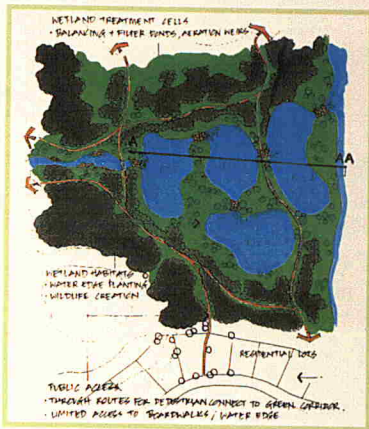 WETLAND TREATMENT CELLS
• BALANCING + FILTER PONDS, AERATION WEIRS
A
AA
WETLAND HABITATS
• WATER EDGE PLANTING
• WILDLIFE CREATION
RESIDENTIAL LOTS
PUBLIC ACCESS
• THROUGH ROUTES FOR PEDESTRIAN CONNECT TO GREEN CORRIDOR.
• LIMITED ACCESS TO BOARDWALKS / WATER EDGE